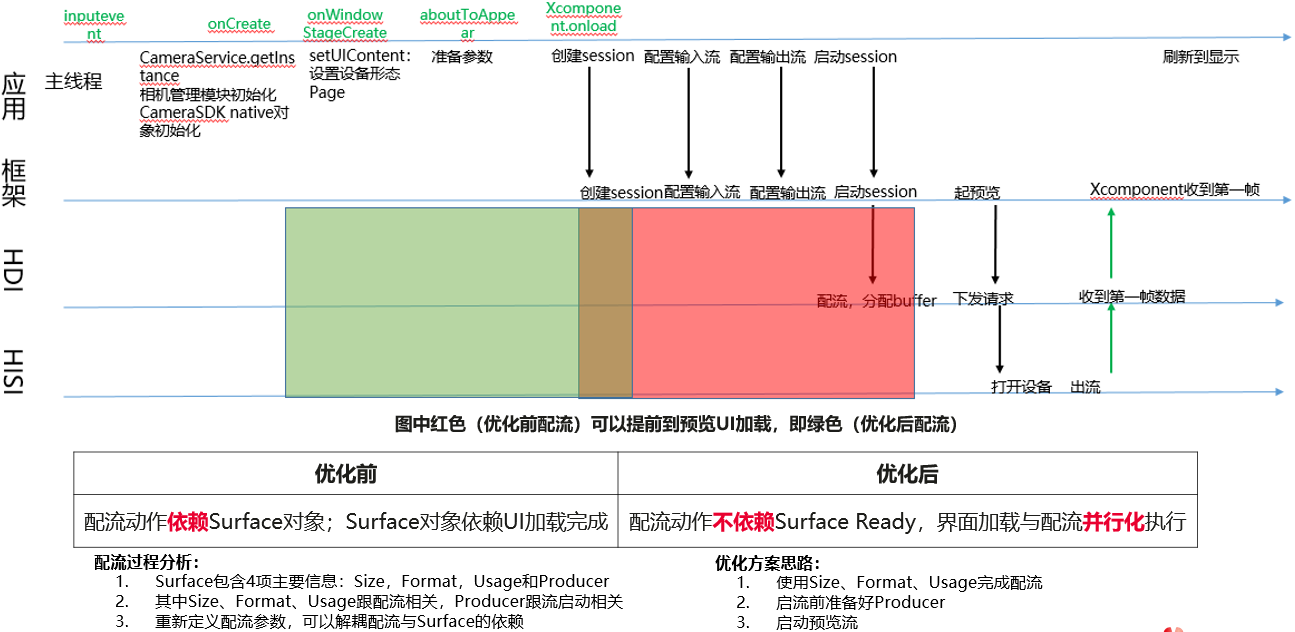 inputeve
nt
onCreate
onWindow
StageCreate
aboutToAppe
ar
Xcompone
nt.onload
应用
主线程
CameraService.getIns
tance
相机管理模块初始化
CameraSDK native对
象初始化
setUIContent：
设置设备形态
Page
准备参数
创建session
配置输入流
配置输出流
启动session
刷新到显示
框架
创建session
配置输入流
配置输出流
启动session
起预览
Xcomponent收到第一帧
HDI
配流，分配buffer
下发请求
收到第一帧数据
HISI
打开设备
出流
图中红色（优化前配流）可以提前到预览UI加载，即绿色（优化后配流）
优化前
优化后
配流动作依赖Surface对象；Surface对象依赖UI加载完成
配流动作不依赖Surface Ready，界面加载与配流并行化执行
配流过程分析：
1. Surface包含4项主要信息：Size，Format，Usage和Producer
2. 其中Size、Format、Usage跟配流相关，Producer跟流启动相关
3. 重新定义配流参数，可以解耦配流与Surface的依赖
优化方案思路：
1. 使用Size、Format、Usage完成配流
2. 启流前准备好Producer
3. 启动预览流